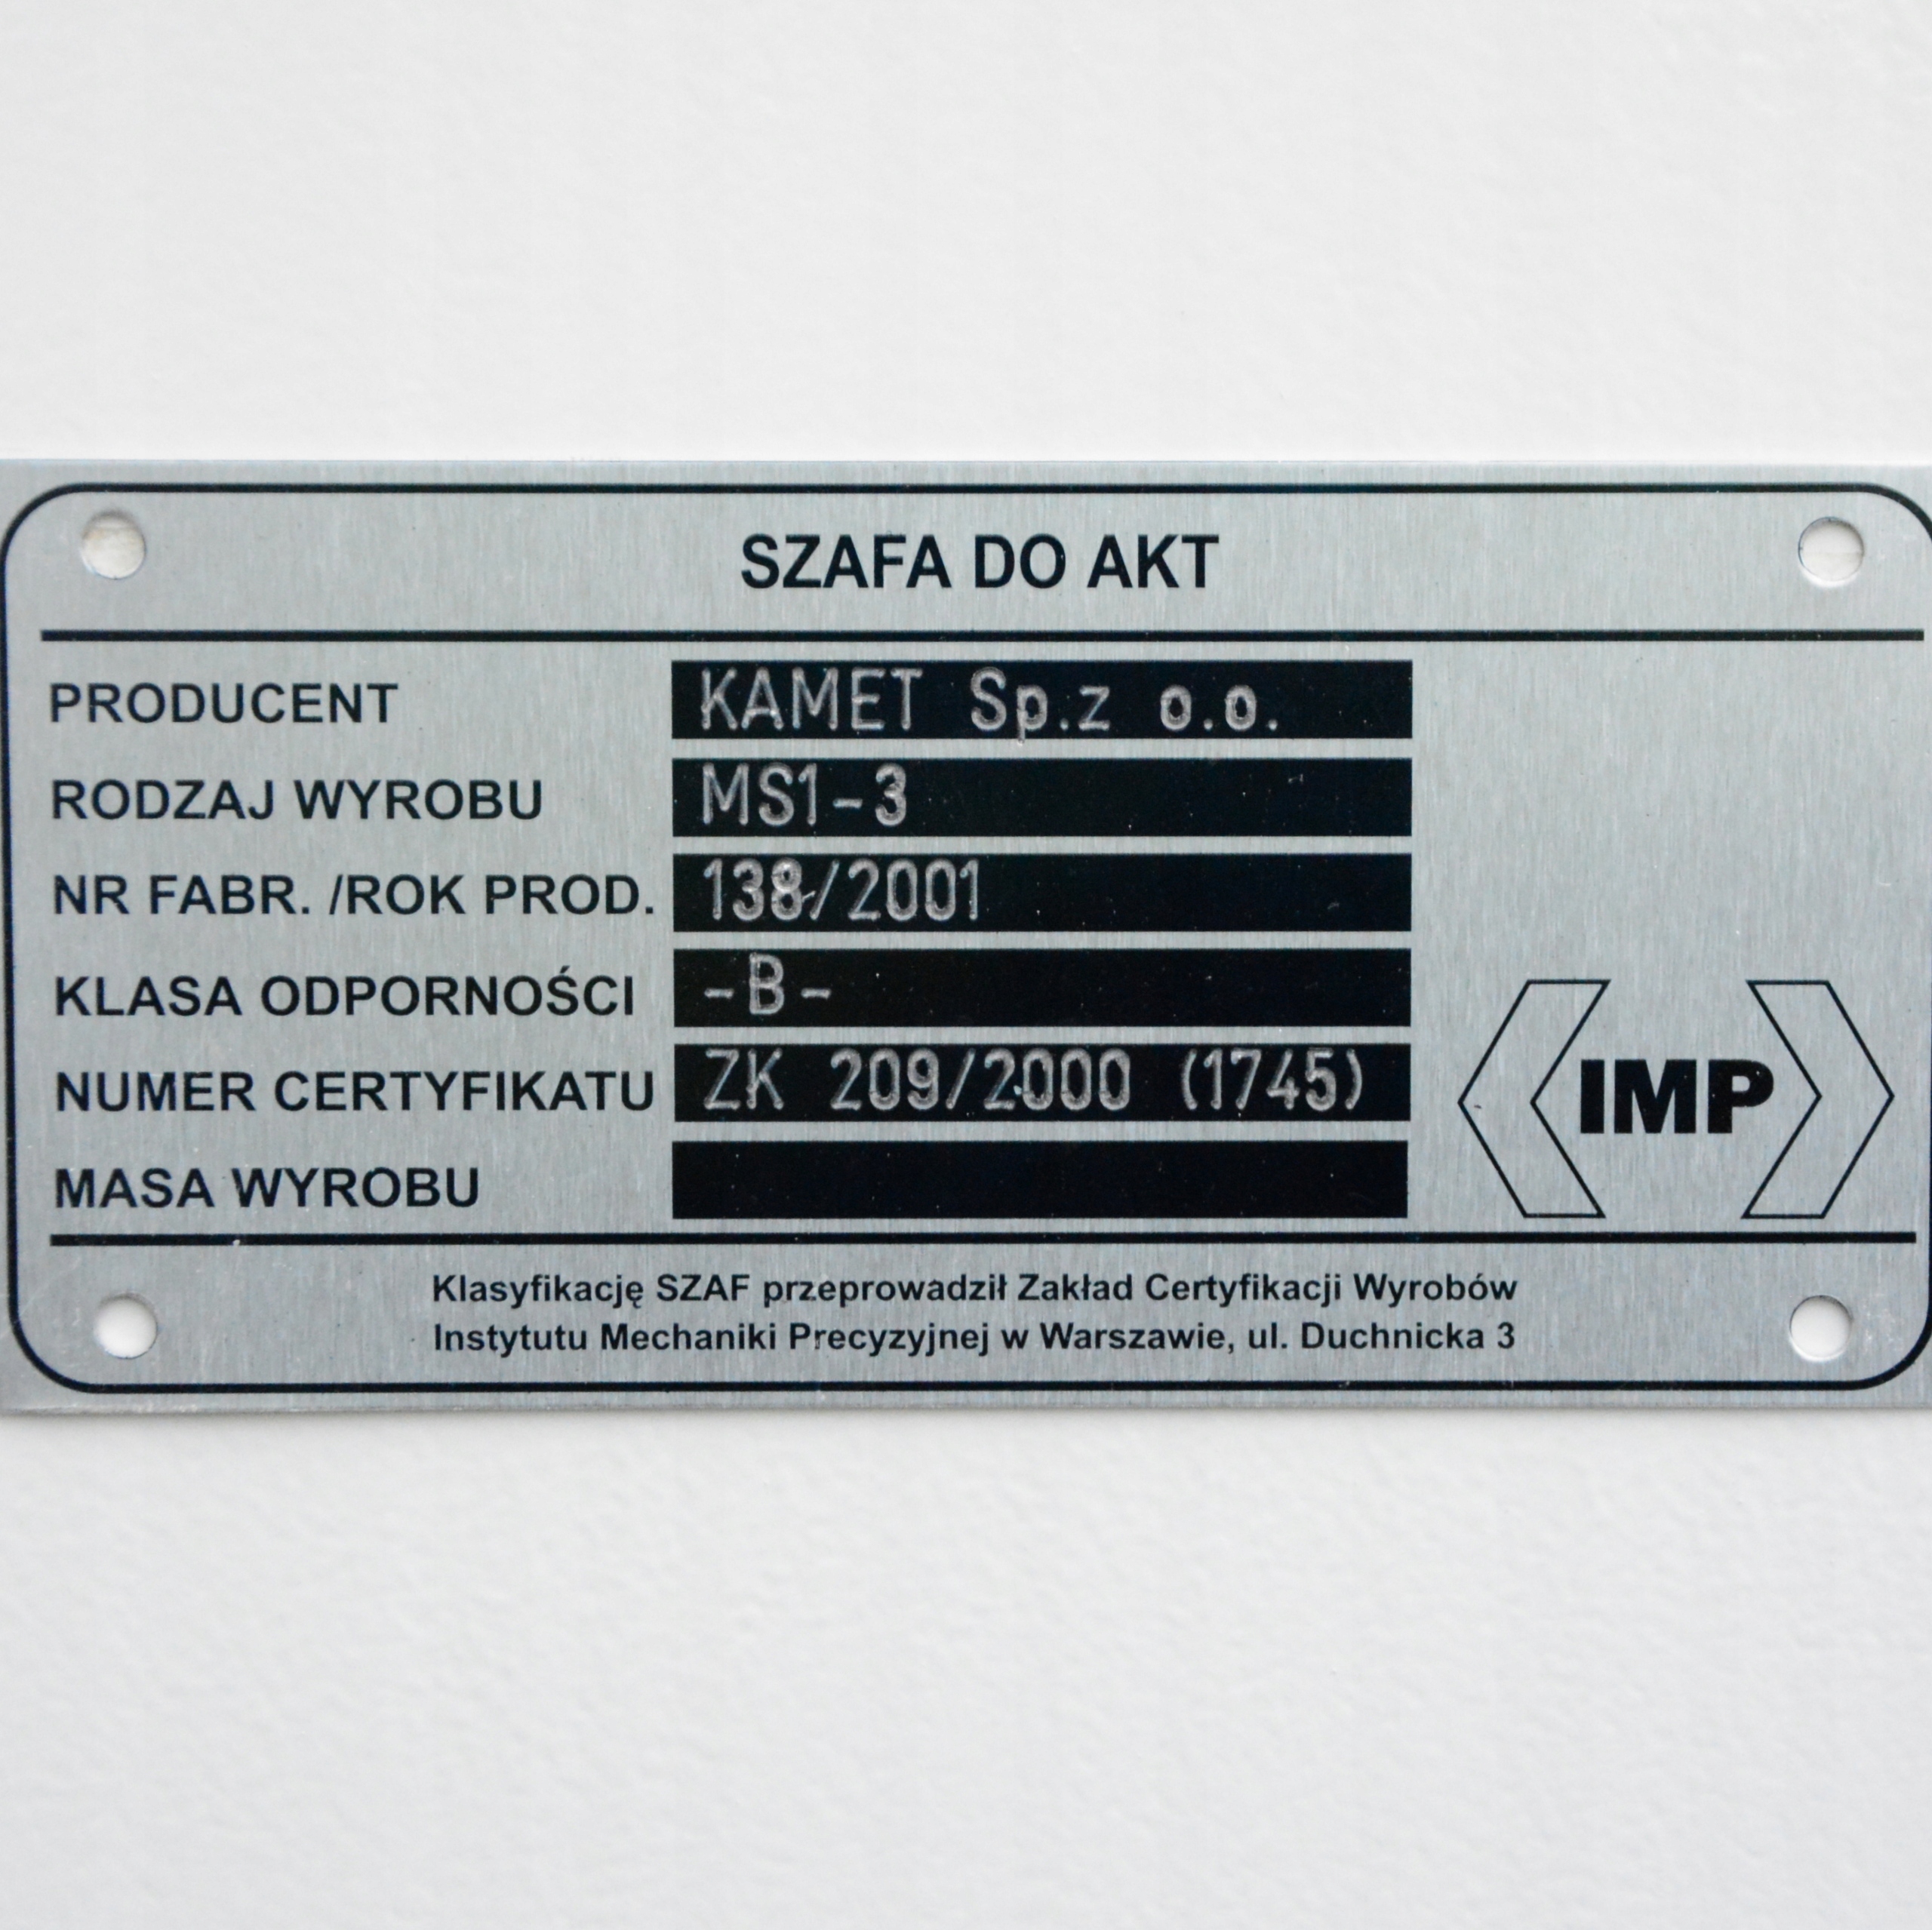 SZAFA DO AKT
PRODUCENT KAMET Sp.z o.o.
RODZAJ WYROBU MS1-3
NR FABR. /ROK PROD. 138/2001
KLASA ODPORNOŚCI -B-
NUMER CERTYFIKATU ZK 209/2000 (1745)
MASA WYROBU
IMP
Klasyfikację SZAF przeprowadził Zakład Certyfikacji Wyrobów
Instytutu Mechaniki Precyzyjnej w Warszawie, ul. Duchnicka 3